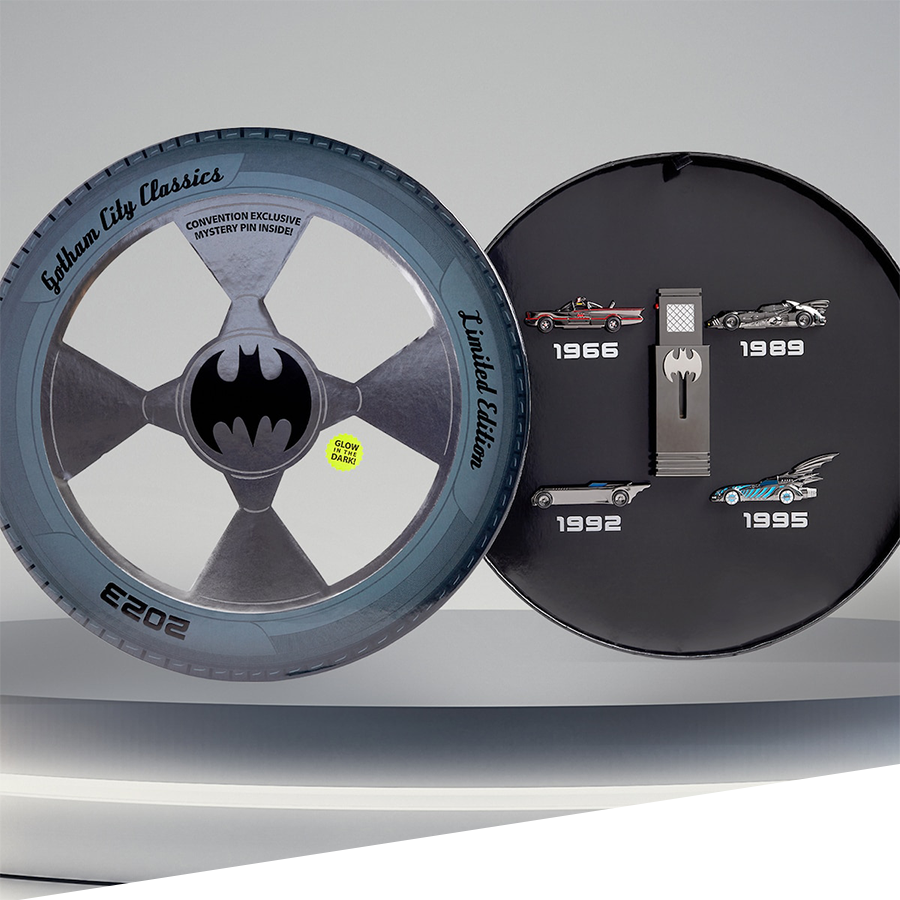 Gotham City Classics
CONVENTION EXCLUSIVE
MYSTERY PIN INSIDE!
Limited Edition
GLOW
IN THE
DARK!
2023
1966
1989
1992
1995